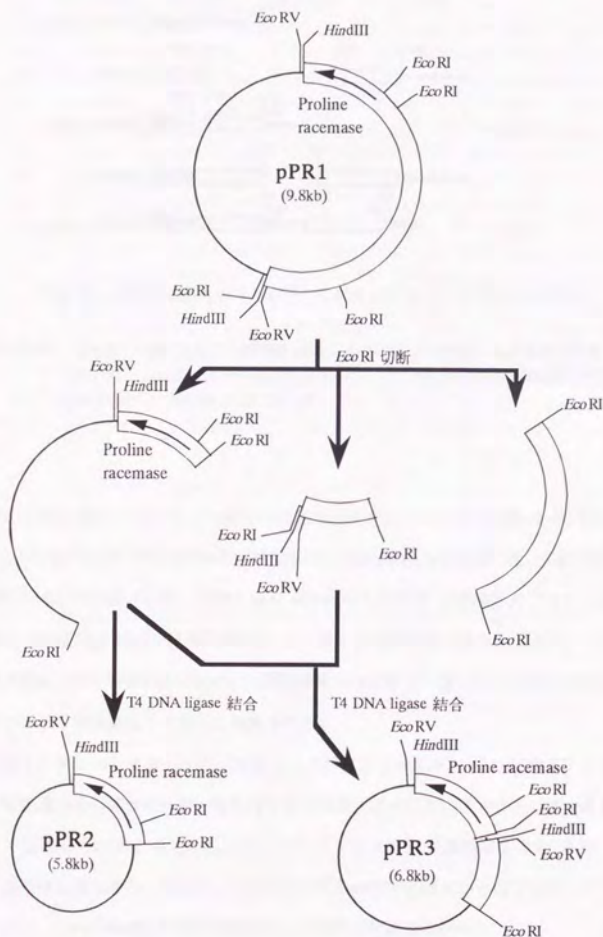 EcoRV
HindIII
EcoRI
EcoRI
Proline
racemase
pPR1
(9.8kb)
EcoRI
HindIII
EcoRV
EcoRI
EcoRI 切断
EcoRV
HindIII
EcoRI
EcoRI
Proline
racemase
EcoRI
EcoRI
HindIII
EcoRV
EcoRI
EcoRI
EcoRI
T4 DNA ligase 結合
T4 DNA ligase 結合
EcoRV
HindIII
Proline racemase
EcoRI
EcoRI
pPR2
(5.8kb)
EcoRV
HindIII
Proline racemase
EcoRI
EcoRI
HindIII
EcoRV
pPR3
(6.8kb)
EcoRI